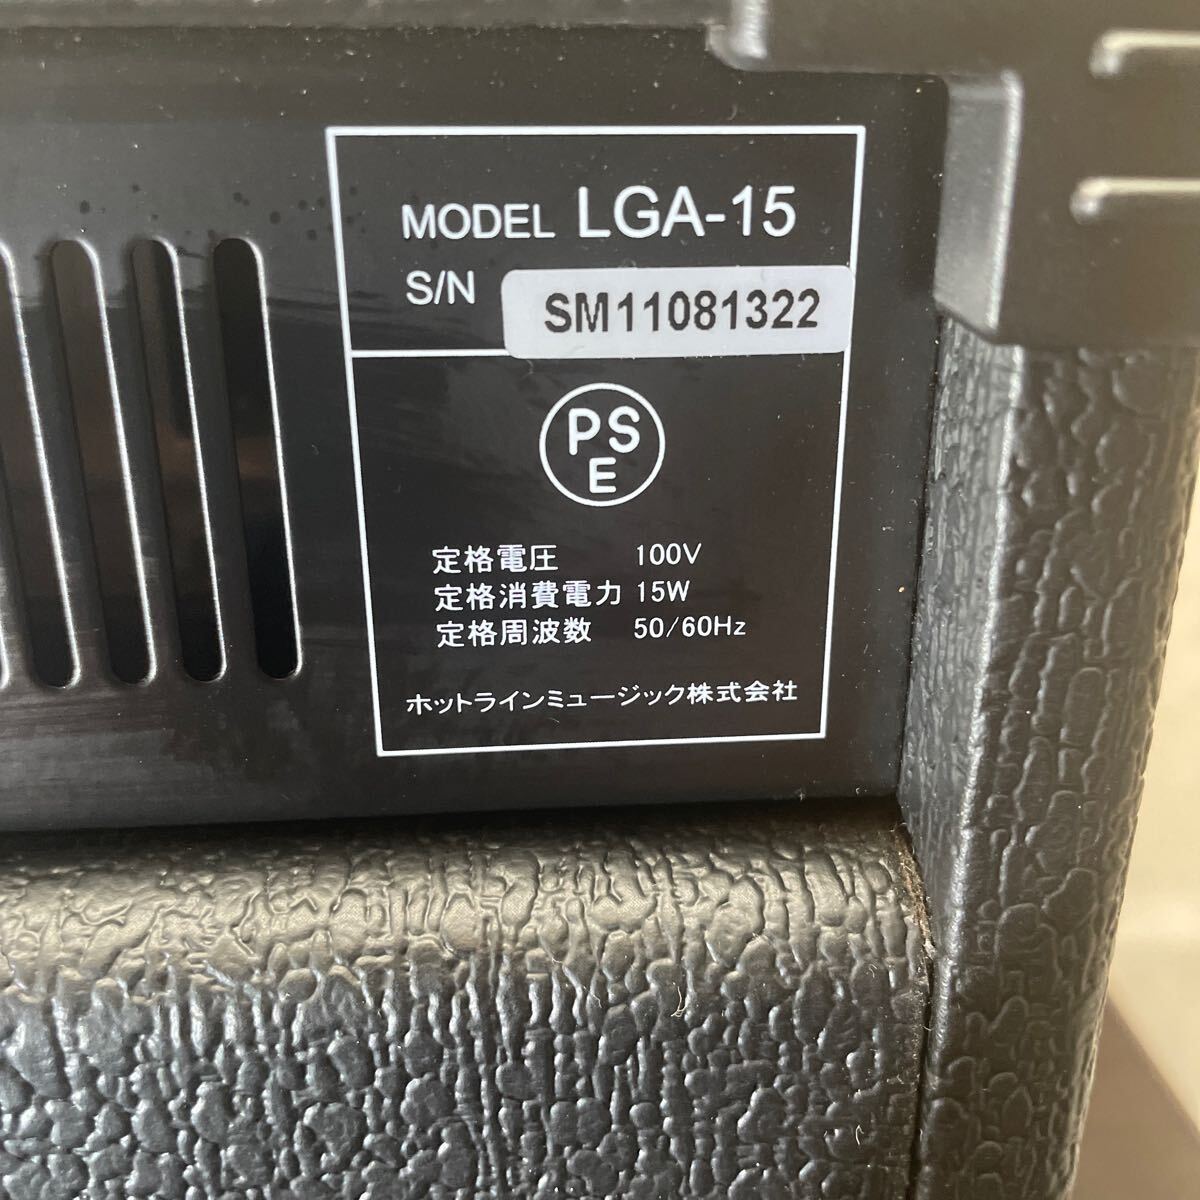 MODEL LGA-15
S/N SM11081322
PS
E
定格電圧 100V
定格消費電力 15W
定格周波数 50/60Hz
ホットラインミュージック株式会社